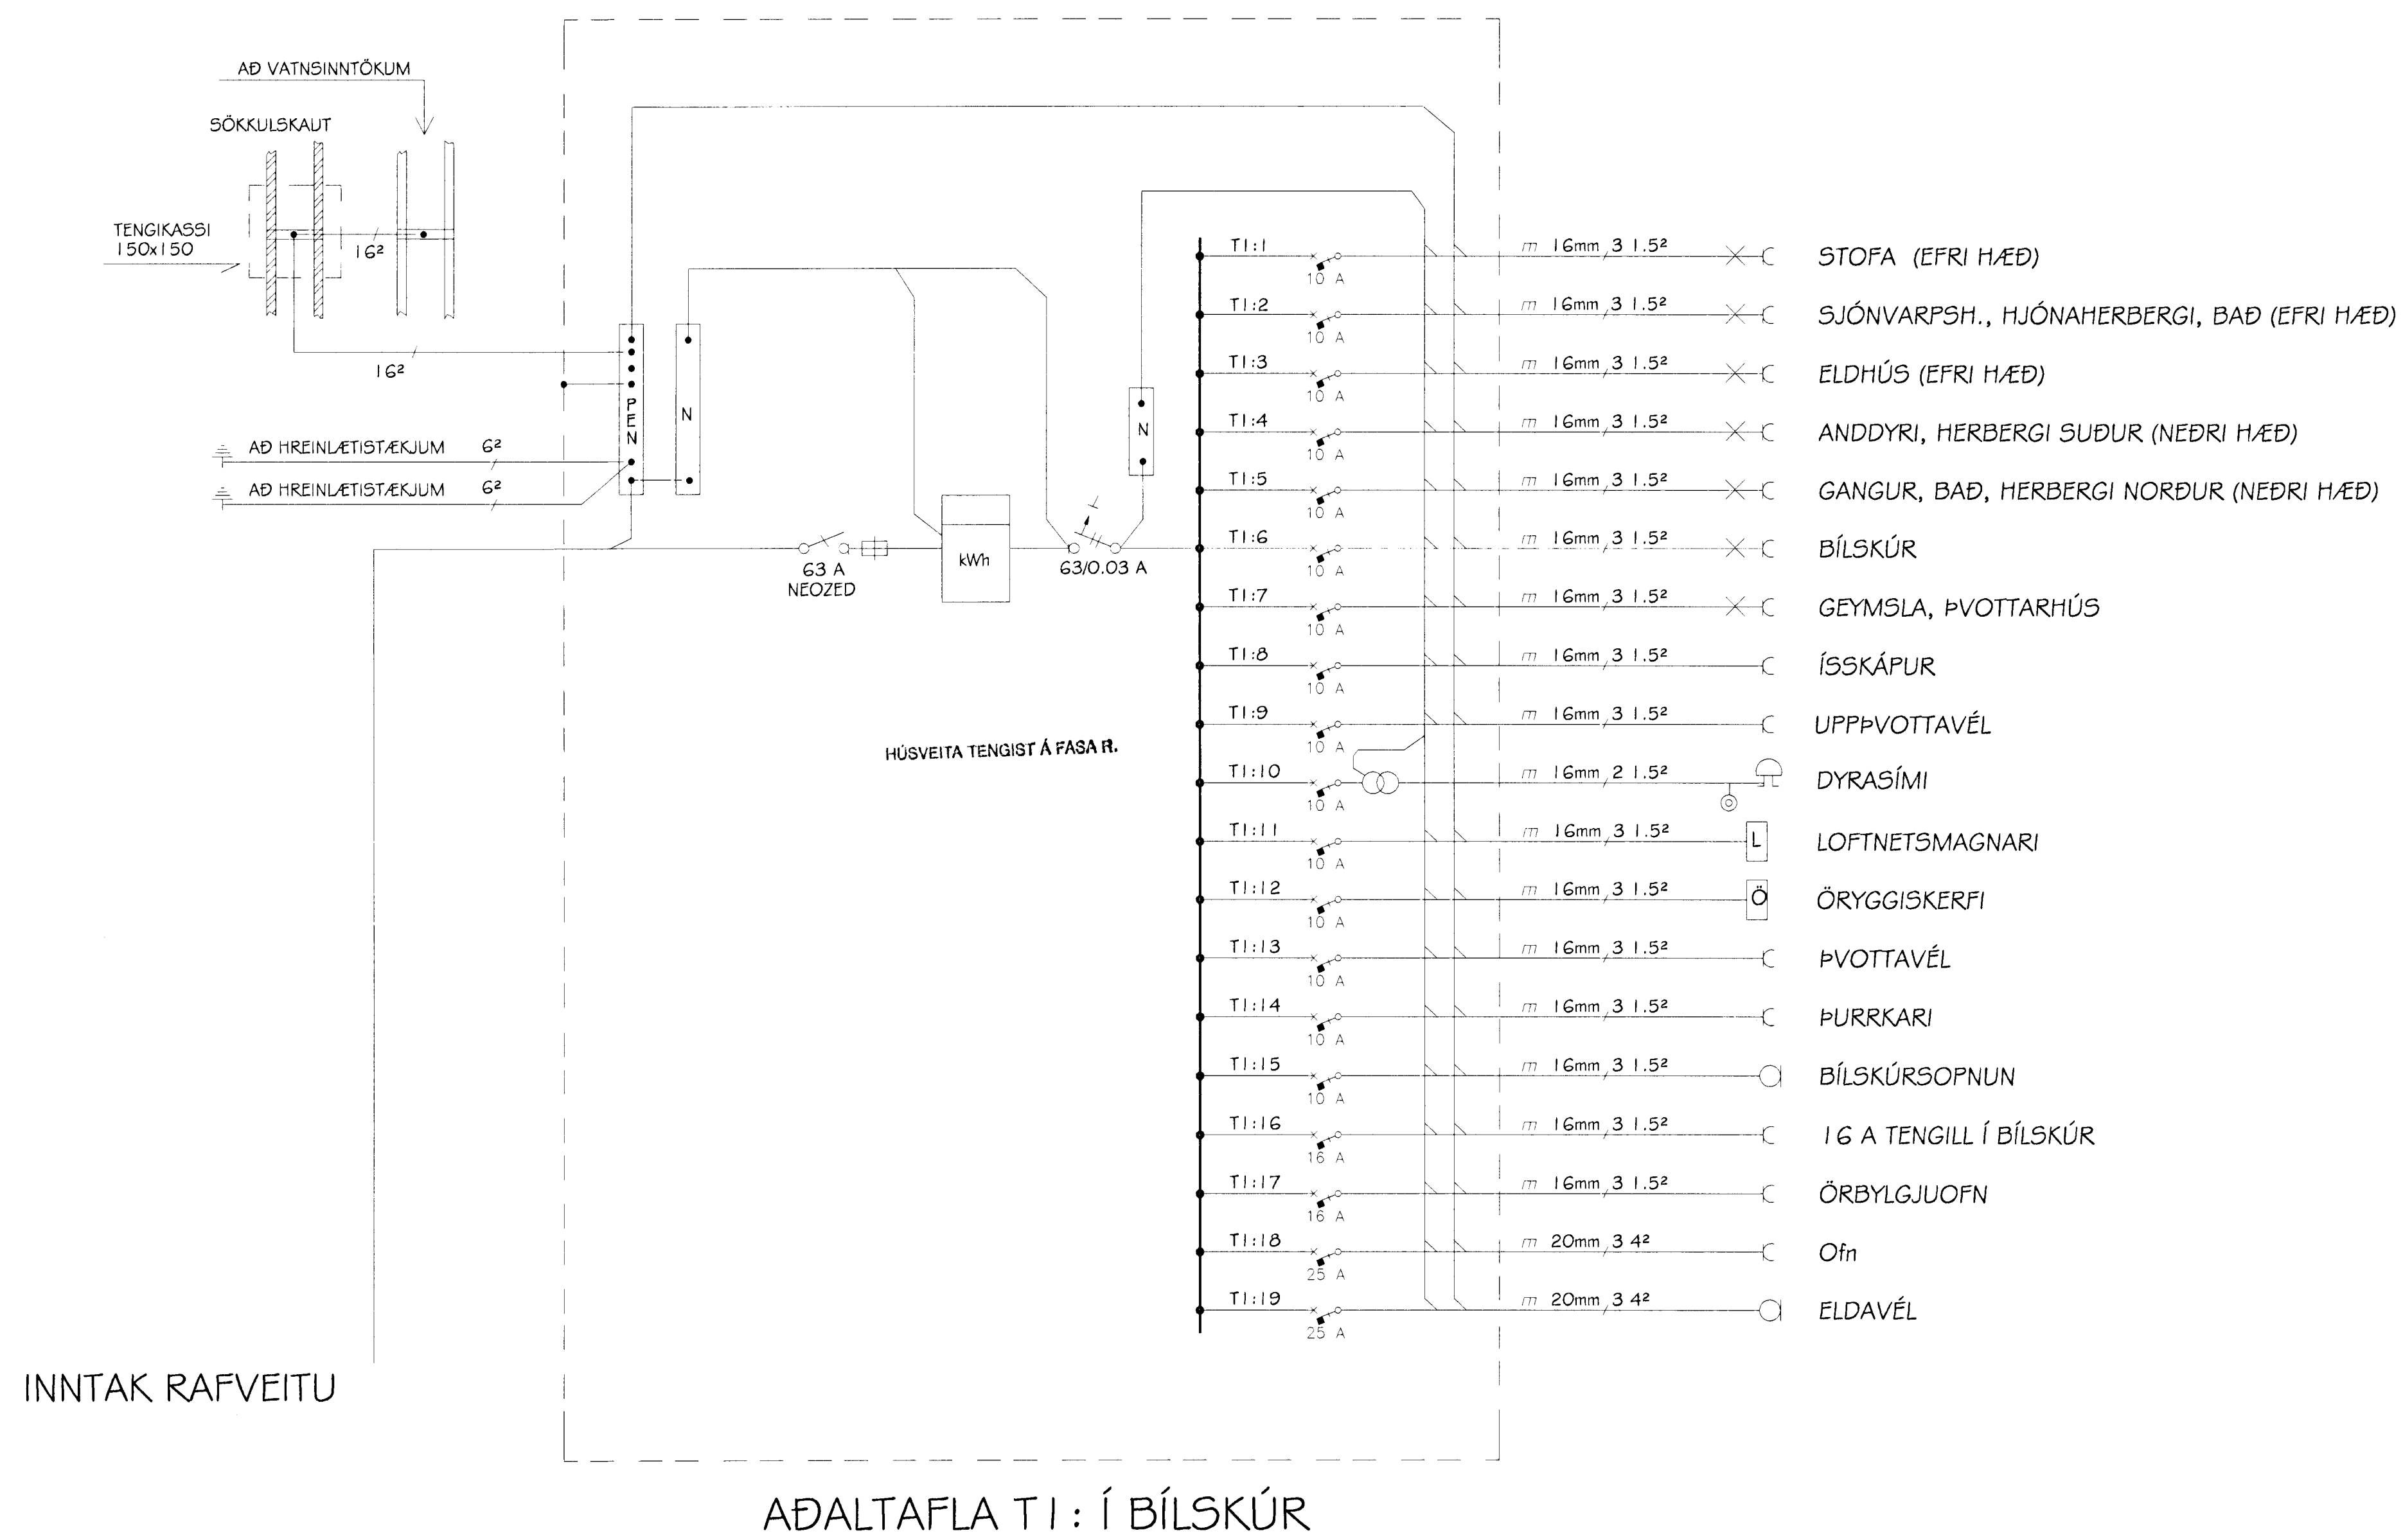 AÐ VATNSINNTÖKUM
SÖKKULSKAUT
TENGIKASSI
150x150
16²
16²
AÐ HREINLÆTISTÆKJUM 6²
AÐ HREINLÆTISTÆKJUM 6²
PEN
N
N
63 A
NEOZED
kWh
63/0.03 A
HÚSVEITA TENGIST Á FASA R.
T1:1 10 A m 16mm 3 1.5² STOFA (EFRI HÆÐ)
T1:2 10 A m 16mm 3 1.5² SJÓNVARPSH., HJÓNAHERBERGI, BAÐ (EFRI HÆÐ)
T1:3 10 A m 16mm 3 1.5² ELDHÚS (EFRI HÆÐ)
T1:4 10 A m 16mm 3 1.5² ANDDYRI, HERBERGI SUÐUR (NEÐRI HÆÐ)
T1:5 10 A m 16mm 3 1.5² GANGUR, BAÐ, HERBERGI NORÐUR (NEÐRI HÆÐ)
T1:6 10 A m 16mm 3 1.5² BÍLSKÚR
T1:7 10 A m 16mm 3 1.5² GEYMSLA, ÞVOTTARHÚS
T1:8 10 A m 16mm 3 1.5² ÍSSKÁPUR
T1:9 10 A m 16mm 3 1.5² UPPÞVOTTAVÉL
T1:10 10 A m 16mm 2 1.5² DYRASÍMI
T1:11 10 A m 16mm 3 1.5² L LOFTNETSMAGNARI
T1:12 10 A m 16mm 3 1.5² Ö ÖRYGGISKERFI
T1:13 10 A m 16mm 3 1.5² ÞVOTTAVÉL
T1:14 10 A m 16mm 3 1.5² ÞURRKARI
T1:15 10 A m 16mm 3 1.5² BÍLSKÚRSOPNUN
T1:16 16 A m 16mm 3 1.5² 16 A TENGILL Í BÍLSKÚR
T1:17 16 A m 16mm 3 1.5² ÖRBYLGJUOFN
T1:18 25 A m 20mm 3 4² Ofn
T1:19 25 A m 20mm 3 4² ELDAVÉL
INNTAK RAFVEITU
AÐALTAFLA T1: Í BÍLSKÚR